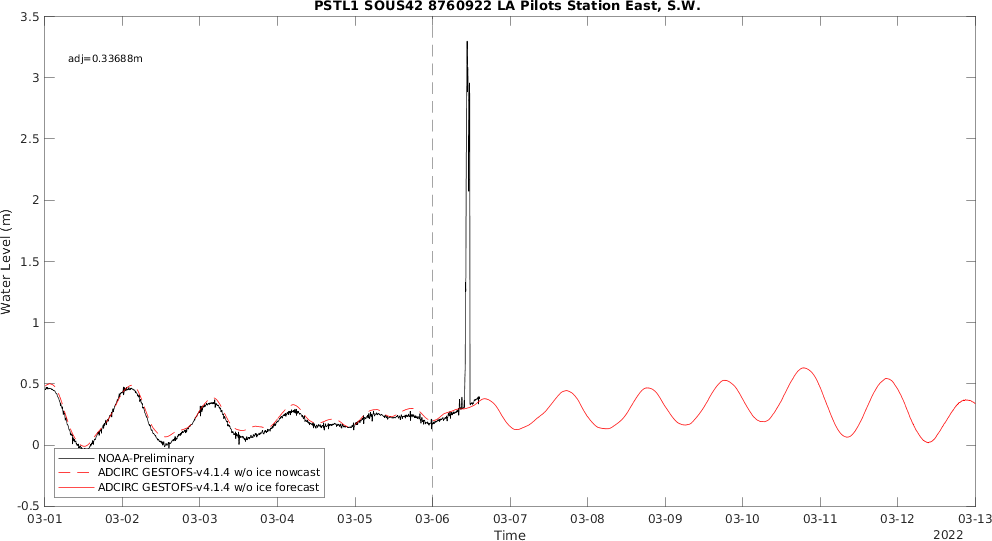 PSTL1 SOUS42 8760922 LA Pilots Station East, S.W.
adj=0.33688m
3.5
3
2.5
2
1.5
1
0.5
0
-0.5
Water Level (m)
NOAA-Preliminary
ADCIRC GESTOFS-v4.1.4 w/o ice nowcast
ADCIRC GESTOFS-v4.1.4 w/o ice forecast
03-01 03-02 03-03 03-04 03-05 03-06 03-07 03-08 03-09 03-10 03-11 03-12 03-13
Time
2022